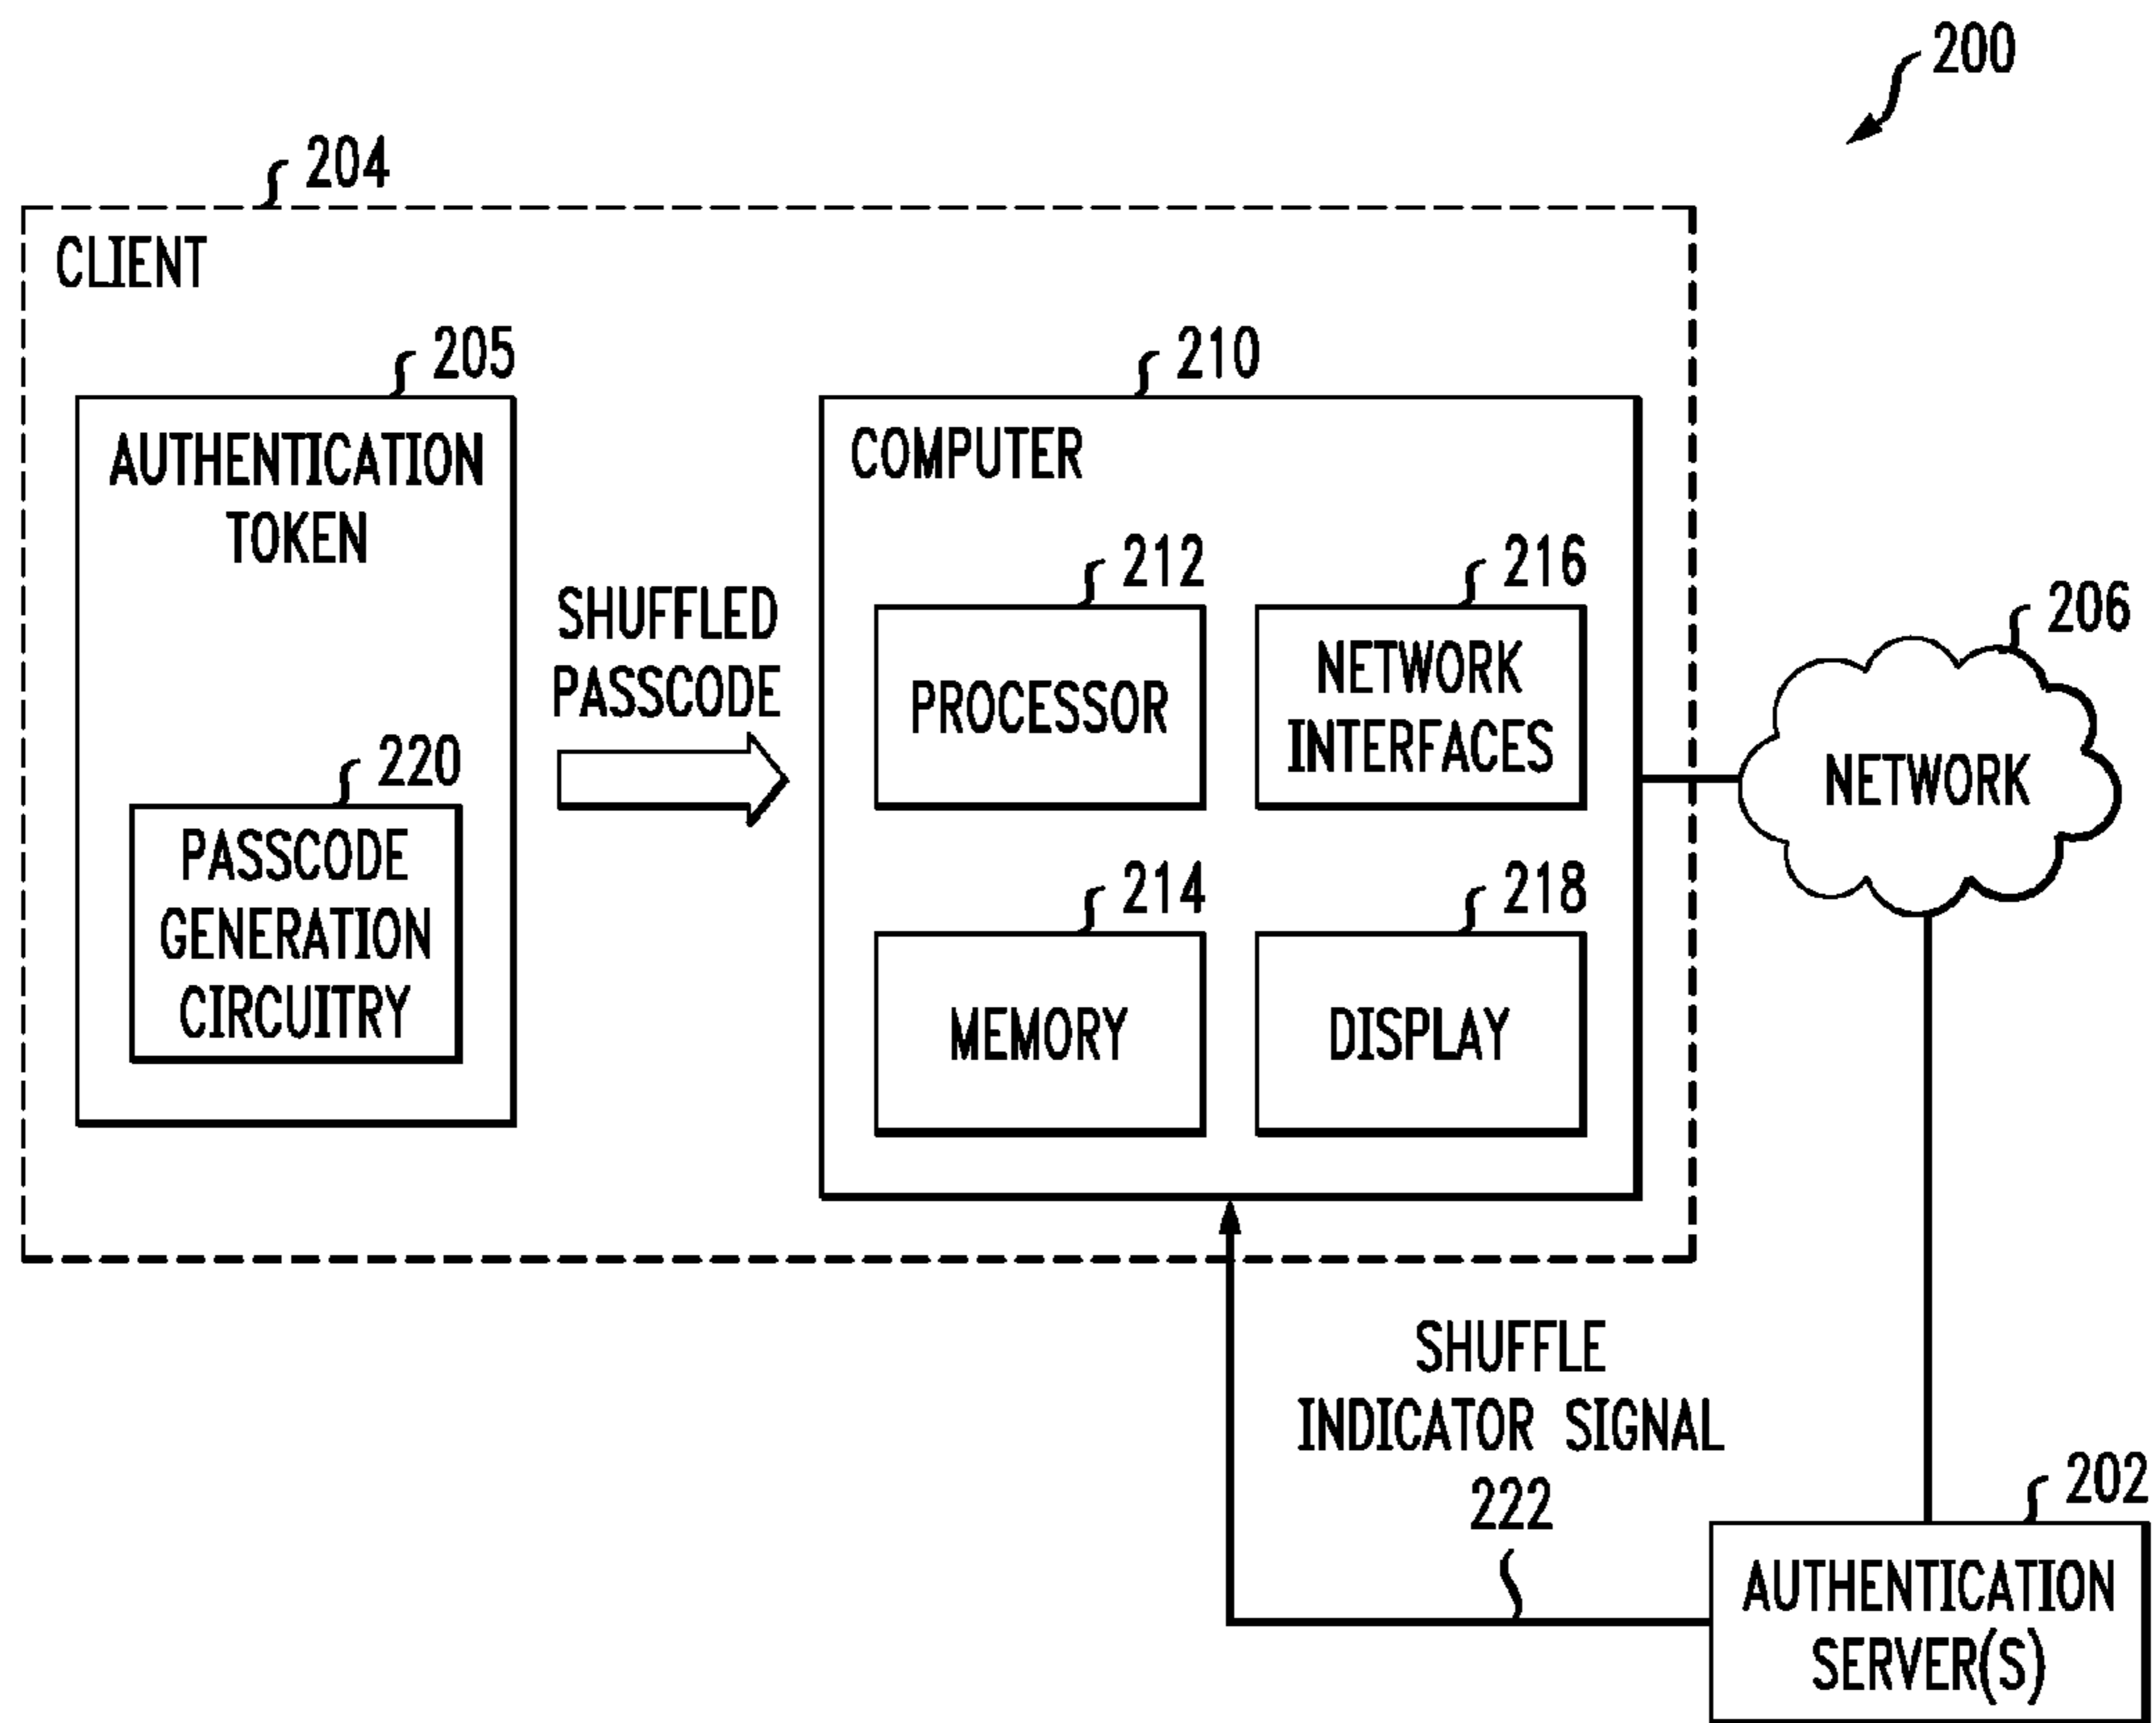 200
204
CLIENT
205
AUTHENTICATION
TOKEN
220
PASSCODE
GENERATION
CIRCUITRY
SHUFFLED
PASSCODE
210
COMPUTER
212
PROCESSOR
216
NETWORK
INTERFACES
214
MEMORY
218
DISPLAY
206
NETWORK
SHUFFLE
INDICATOR SIGNAL
222
202
AUTHENTICATION
SERVER(S)